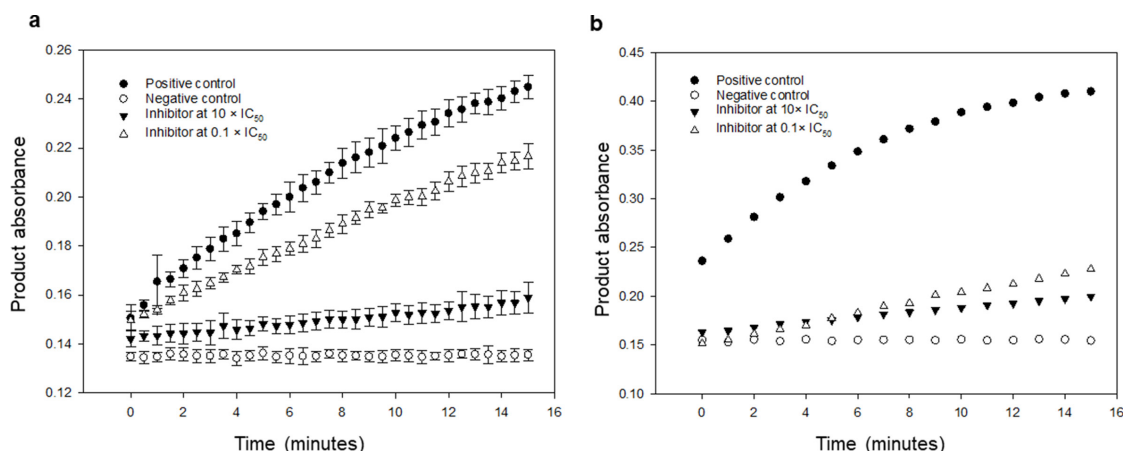 a
0.26
0.24
0.22
0.20
0.18
0.16
0.14
0.12
Product absorbance
Positive control
Negative control
Inhibitor at 10 × IC50
Inhibitor at 0.1× IC50
0 2 4 6 8 10 12 14 16
Time (minutes)
b
0.45
0.40
0.35
0.30
0.25
0.20
0.15
0.10
Product absorbance
Positive control
Negative control
Inhibitor at 10× IC50
Inhibitor at 0.1× IC50
0 2 4 6 8 10 12 14 16
Time (minutes)